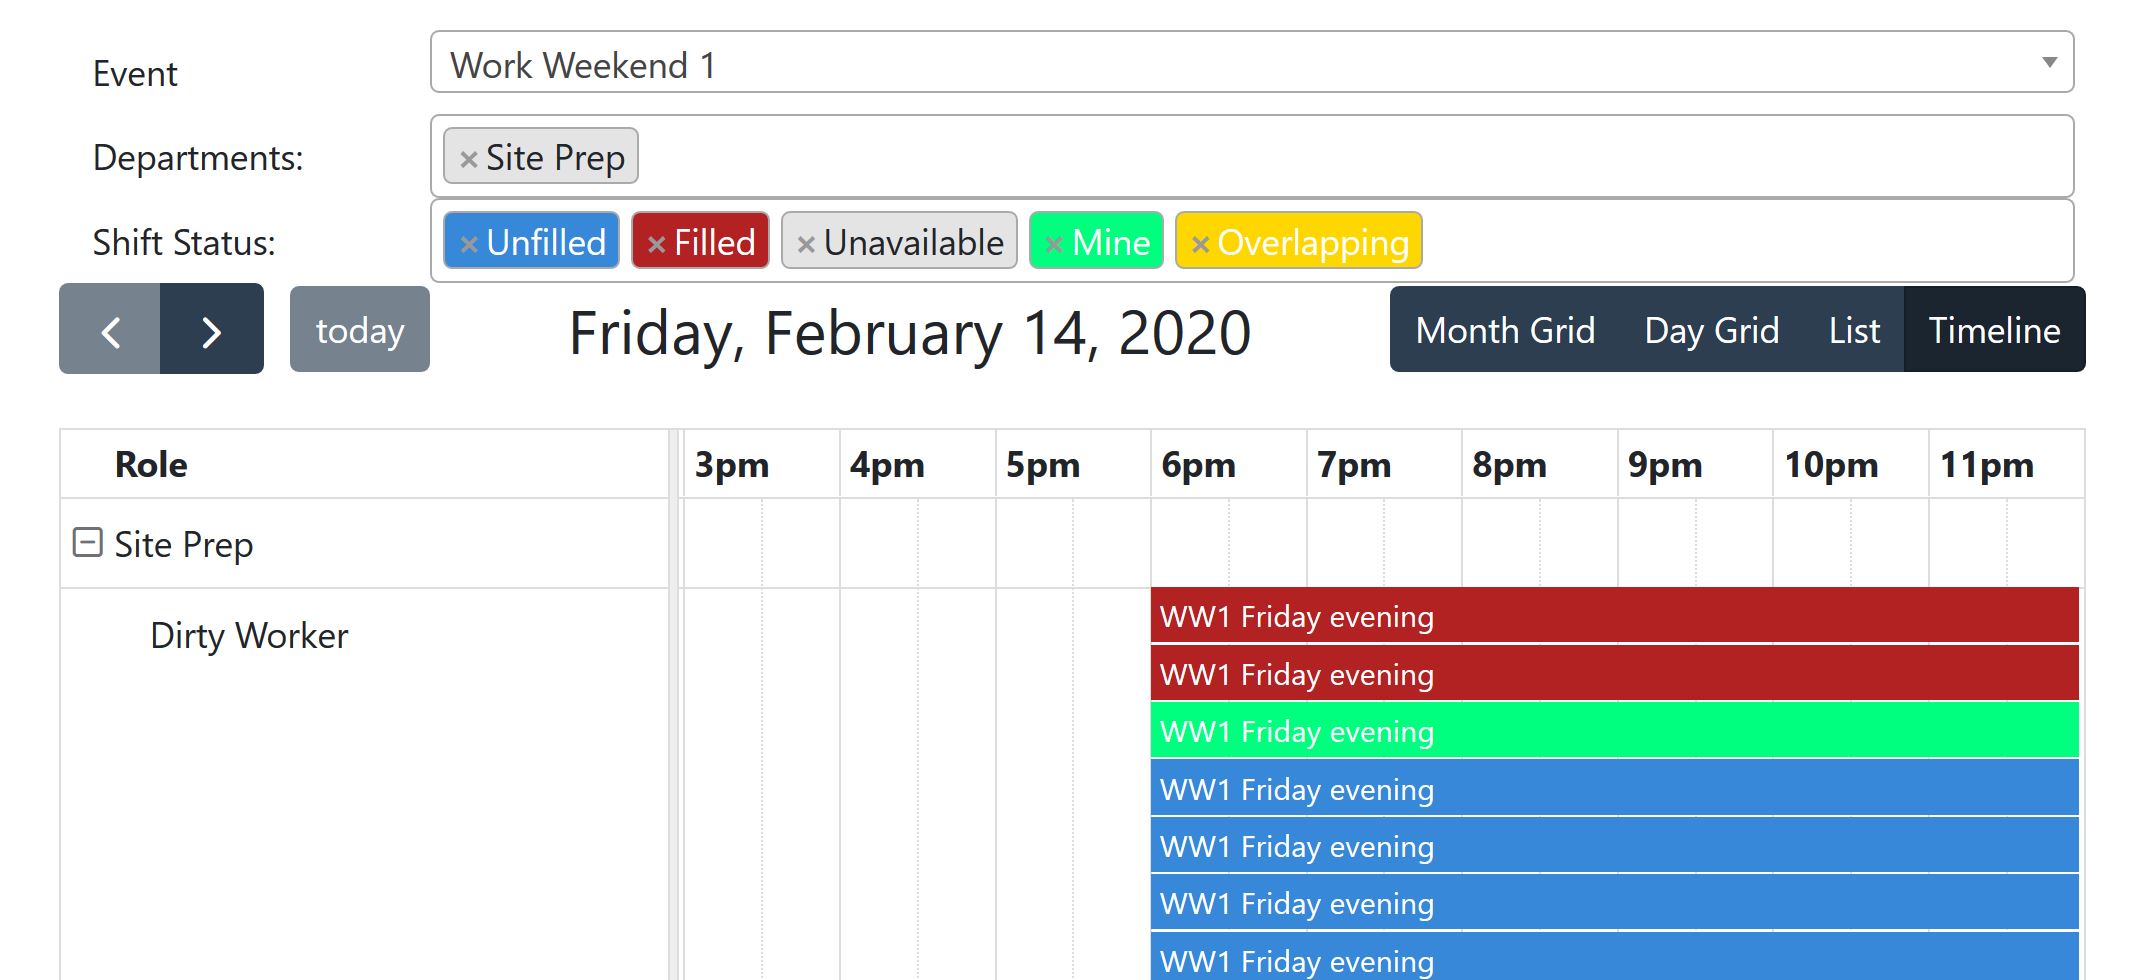 Event
Work Weekend 1
Departments:
× Site Prep
Shift Status:
× Unfilled × Filled × Unavailable × Mine × Overlapping
today
Friday, February 14, 2020
Month Grid Day Grid List Timeline
Role 3pm 4pm 5pm 6pm 7pm 8pm 9pm 10pm 11pm
Site Prep
Dirty Worker
WW1 Friday evening
WW1 Friday evening
WW1 Friday evening
WW1 Friday evening
WW1 Friday evening
WW1 Friday evening
WW1 Friday evening